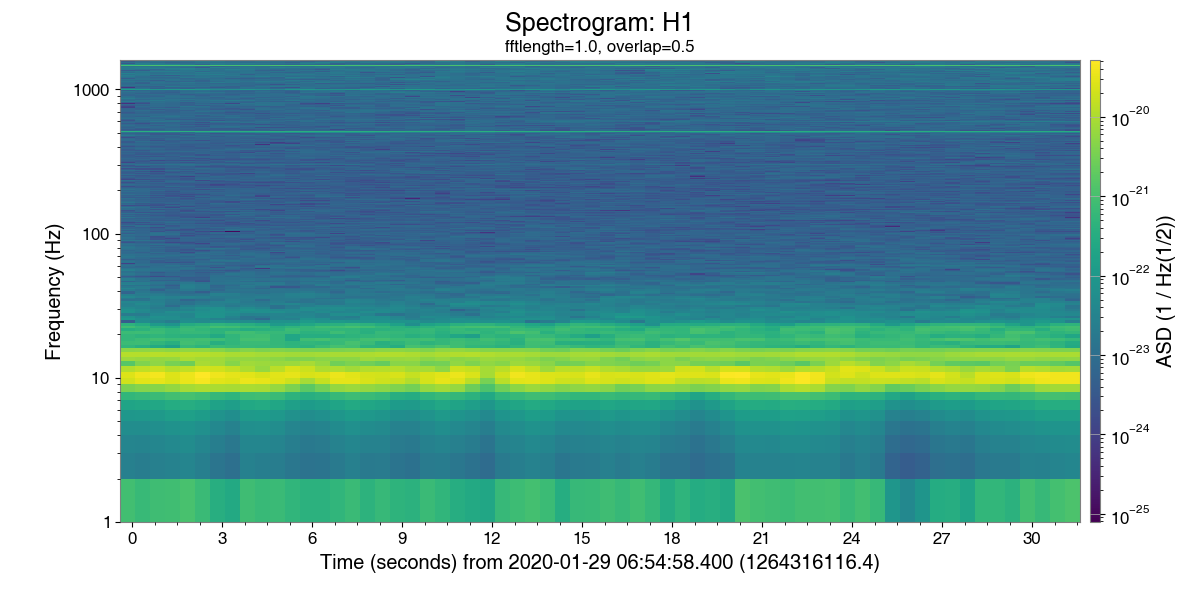 Spectrogram: H1
fftlength=1.0, overlap=0.5
Frequency (Hz)
1000
100
10
1
0 3 6 9 12 15 18 21 24 27 30
Time (seconds) from 2020-01-29 06:54:58.400 (1264316116.4)
10⁻²⁰
10⁻²¹
10⁻²²
10⁻²³
10⁻²⁴
10⁻²⁵
ASD (1 / Hz(1/2))